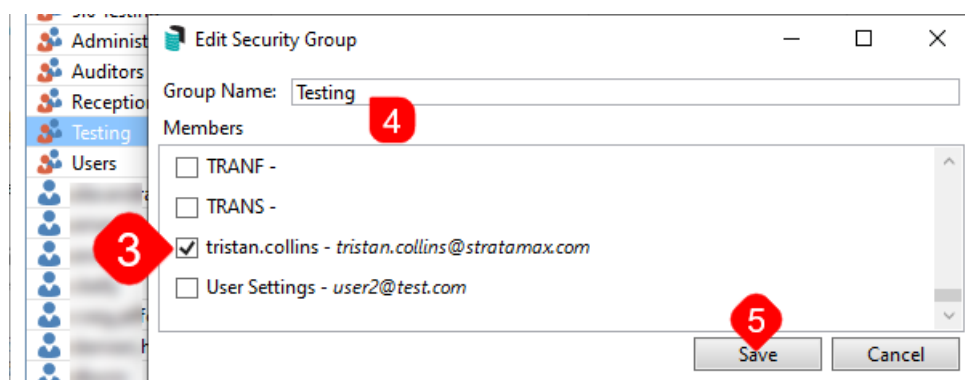 Administ
Edit Security Group
Auditors
Group Name: Testing
Receptio
4
Testing
Members
Users
TRANF -
TRANS -
3
tristan.collins - tristan.collins@stratamax.com
User Settings - user2@test.com
5
Save
Cancel